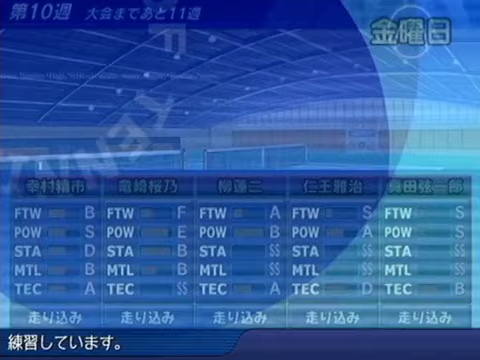 第10週 大会まであと11週
金曜日
幸村精市 竜崎桜乃 柳蓮二 仁王雅治 真田弦一郎
FTW B FTW F FTW A FTW S FTW S
POW S POW E POW B POW A POW S
STA D STA B STA SS STA SS STA SS
MTL B MTL B MTL SS MTL SS MTL SS
TEC A TEC SS TEC A TEC D TEC B
走り込み 走り込み 走り込み 走り込み 走り込み
練習しています。